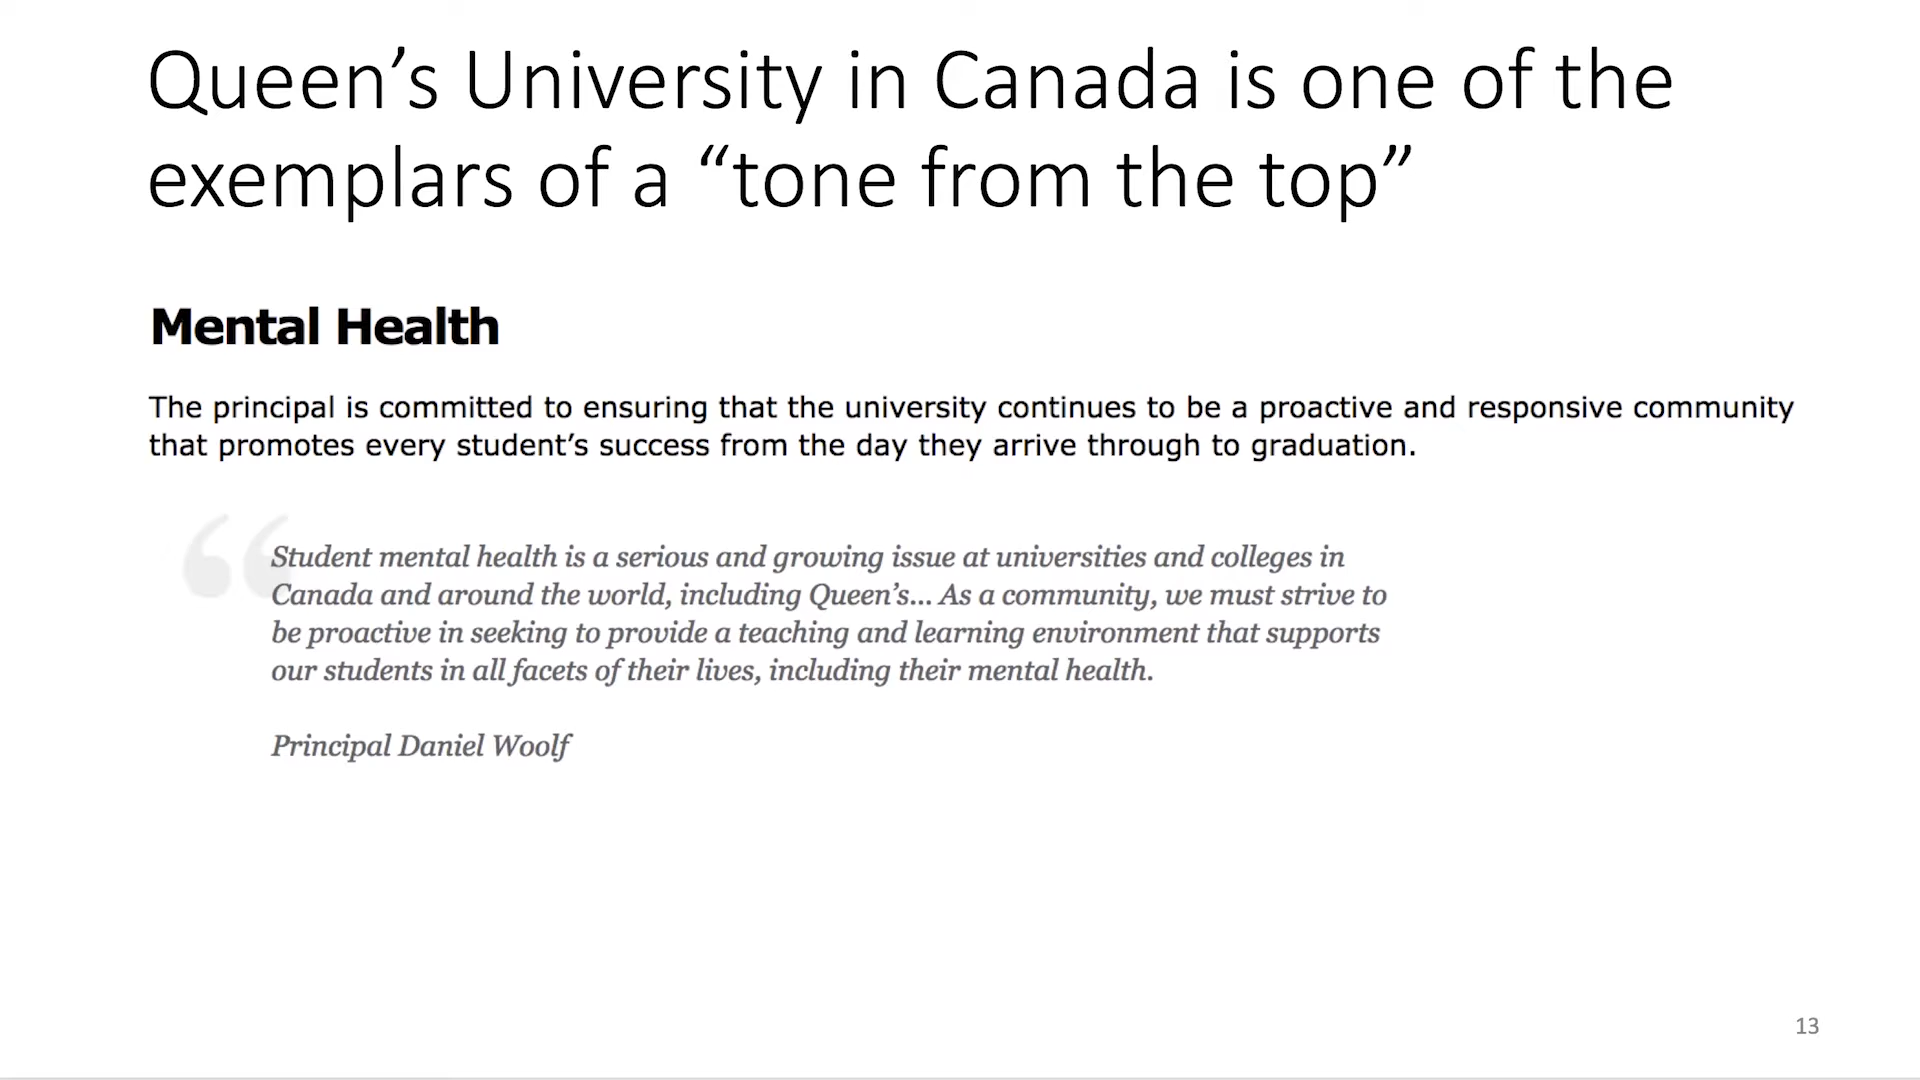 Queen’s University in Canada is one of the
exemplars of a “tone from the top”
Mental Health
The principal is committed to ensuring that the university continues to be a proactive and responsive community
that promotes every student’s success from the day they arrive through to graduation.
“
Student mental health is a serious and growing issue at universities and colleges in
Canada and around the world, including Queen’s... As a community, we must strive to
be proactive in seeking to provide a teaching and learning environment that supports
our students in all facets of their lives, including their mental health.
Principal Daniel Woolf
13